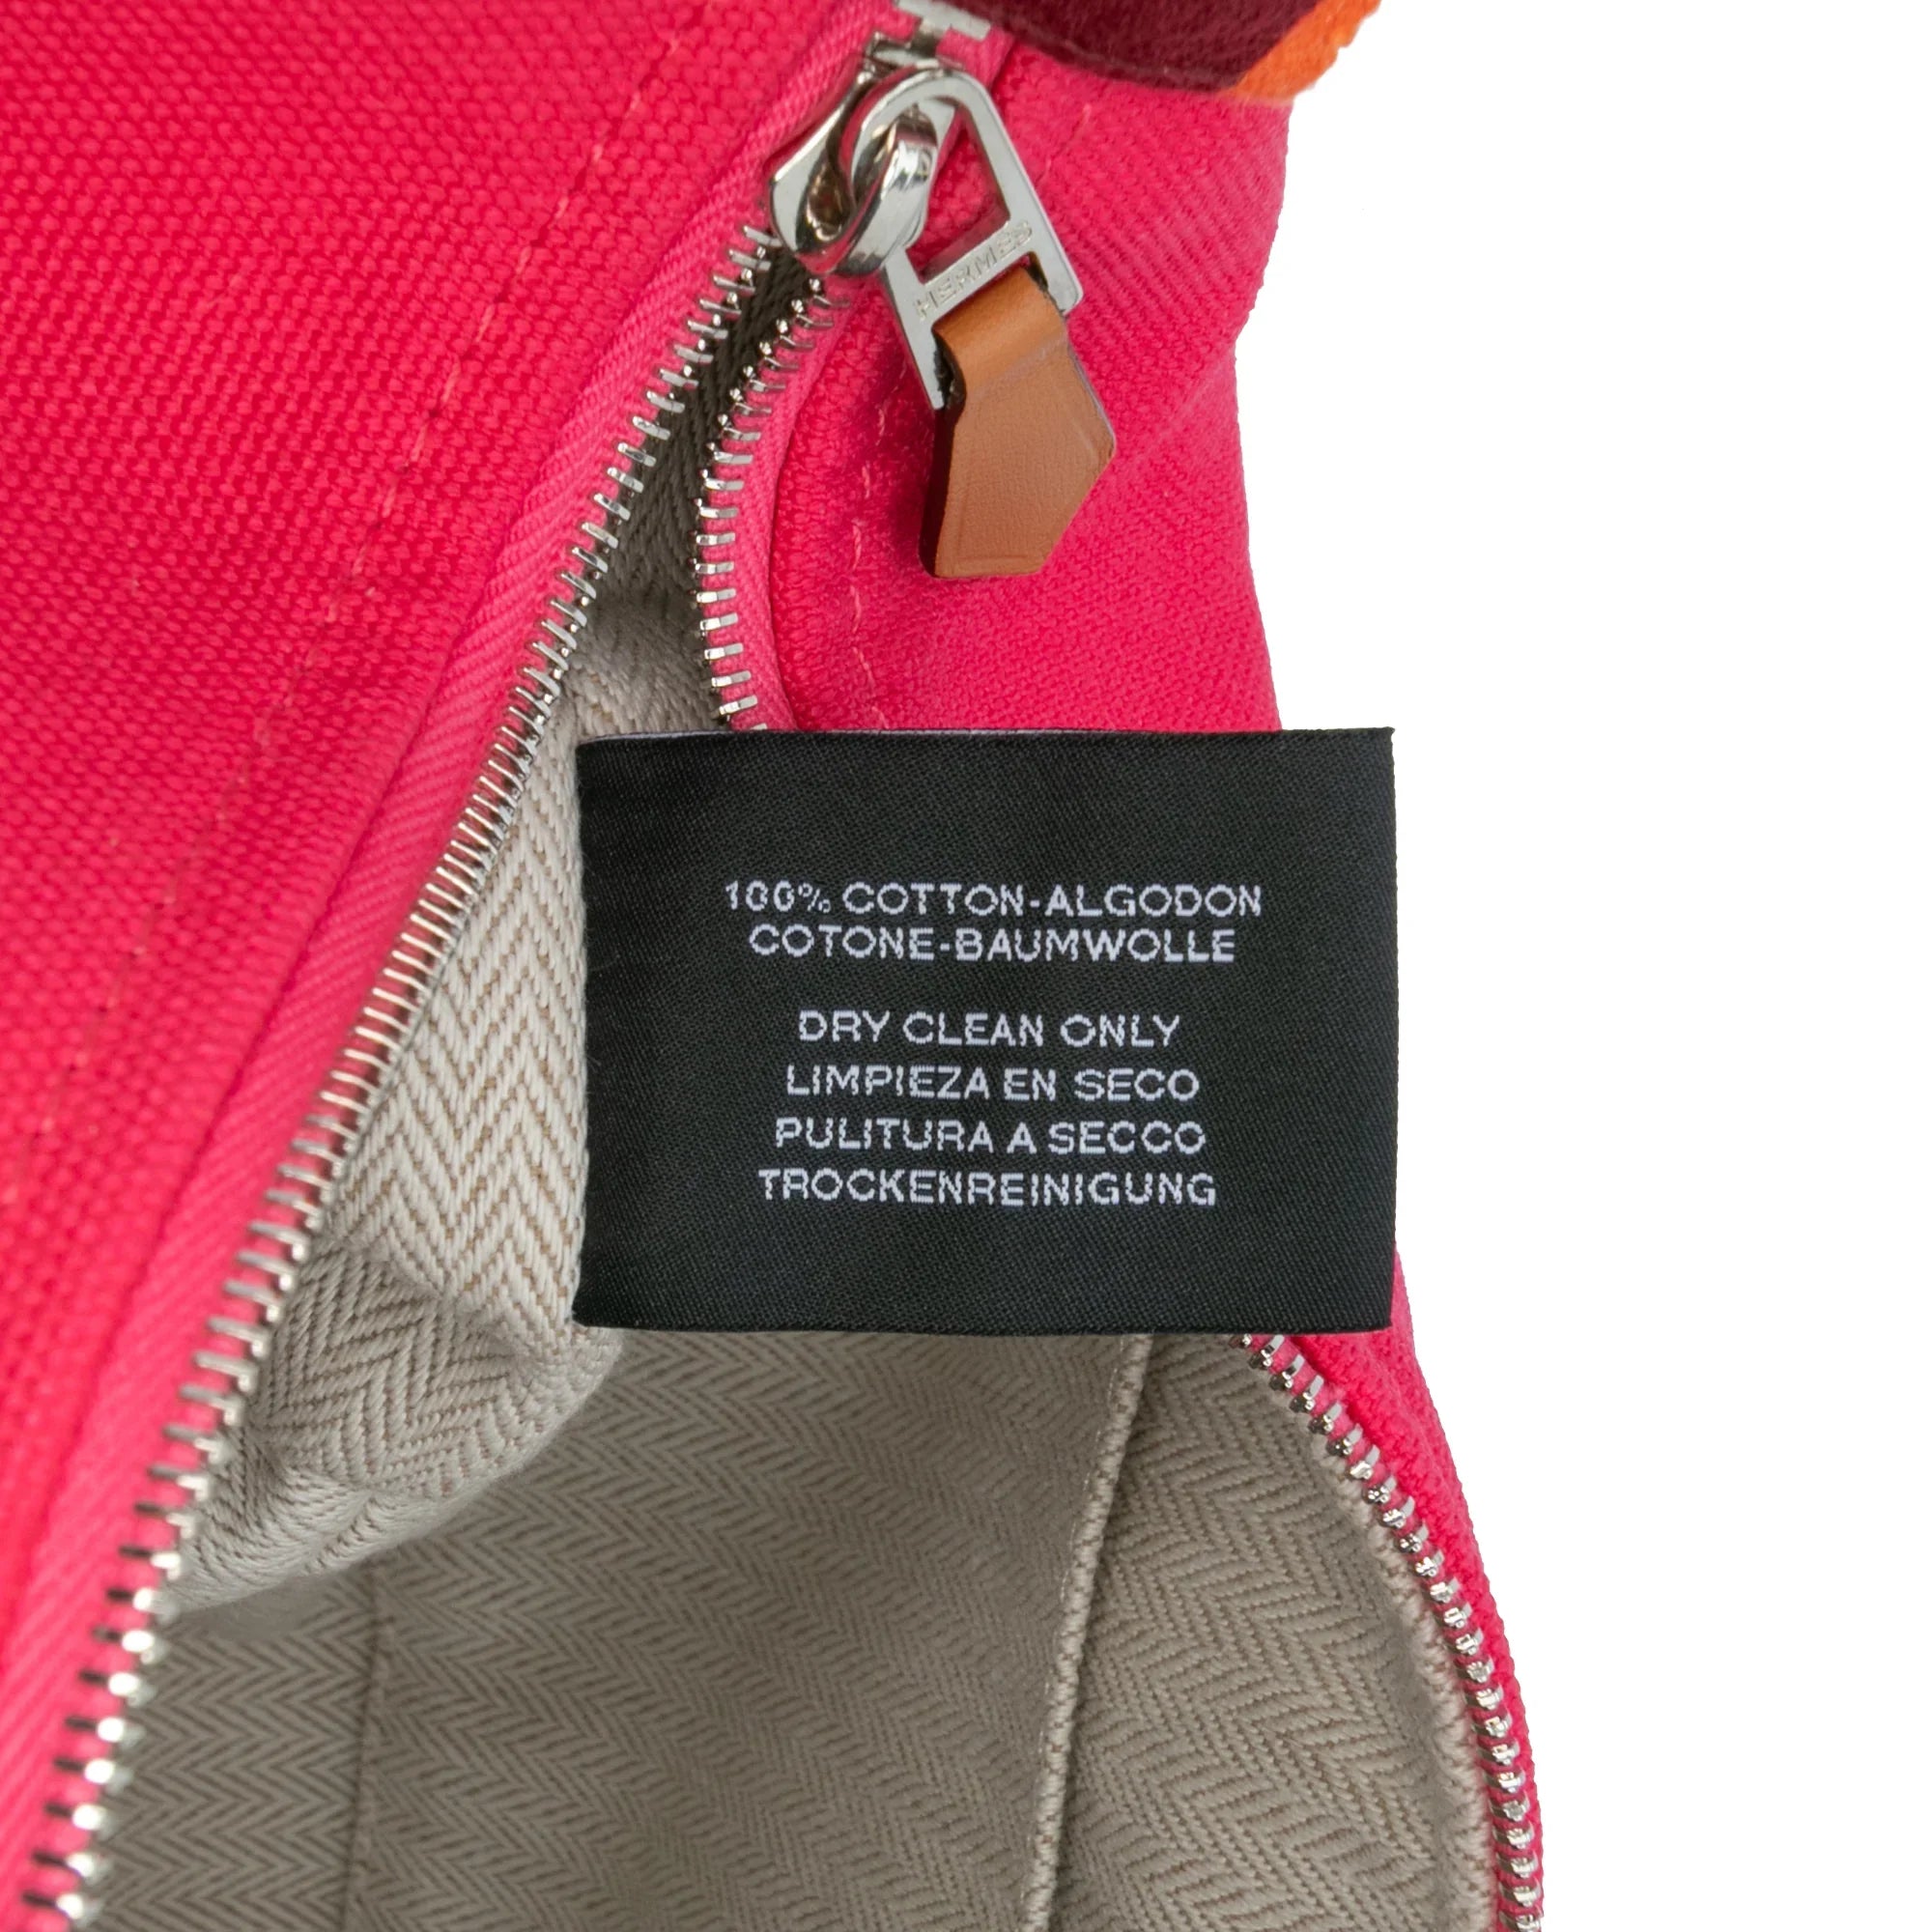 HERMES
100% COTTON-ALGODON
COTONE-BAUMWOLLE
DRY CLEAN ONLY
LIMPIEZA EN SECO
PULITURA A SECCO
TROCKENREINIGUNG